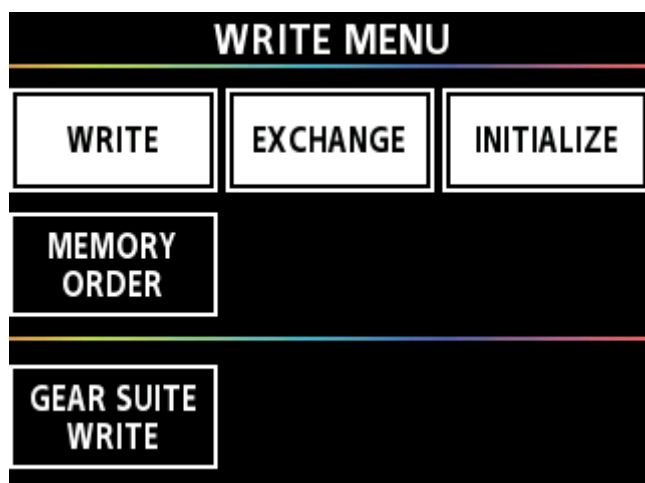 WRITE MENU
WRITE
EXCHANGE
INITIALIZE
MEMORY
ORDER
GEAR SUITE
WRITE